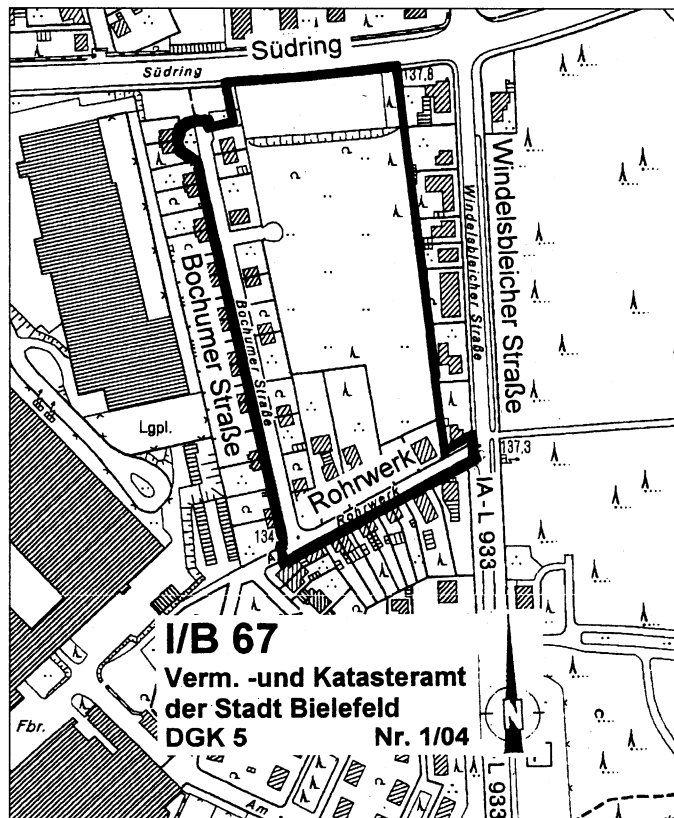 Südring
Südring
137,8
Windelsbleicher Straße
Windelsbleicher Straße
Bochumer Straße
Bochumer Straße
Lgpl.
Rohrwerk
Rohrwerk
137,3
134
IA - L 933
I/B 67
Verm. -und Katasteramt
der Stadt Bielefeld
DGK 5 Nr. 1/04
Fbr.
N
L 933
Am